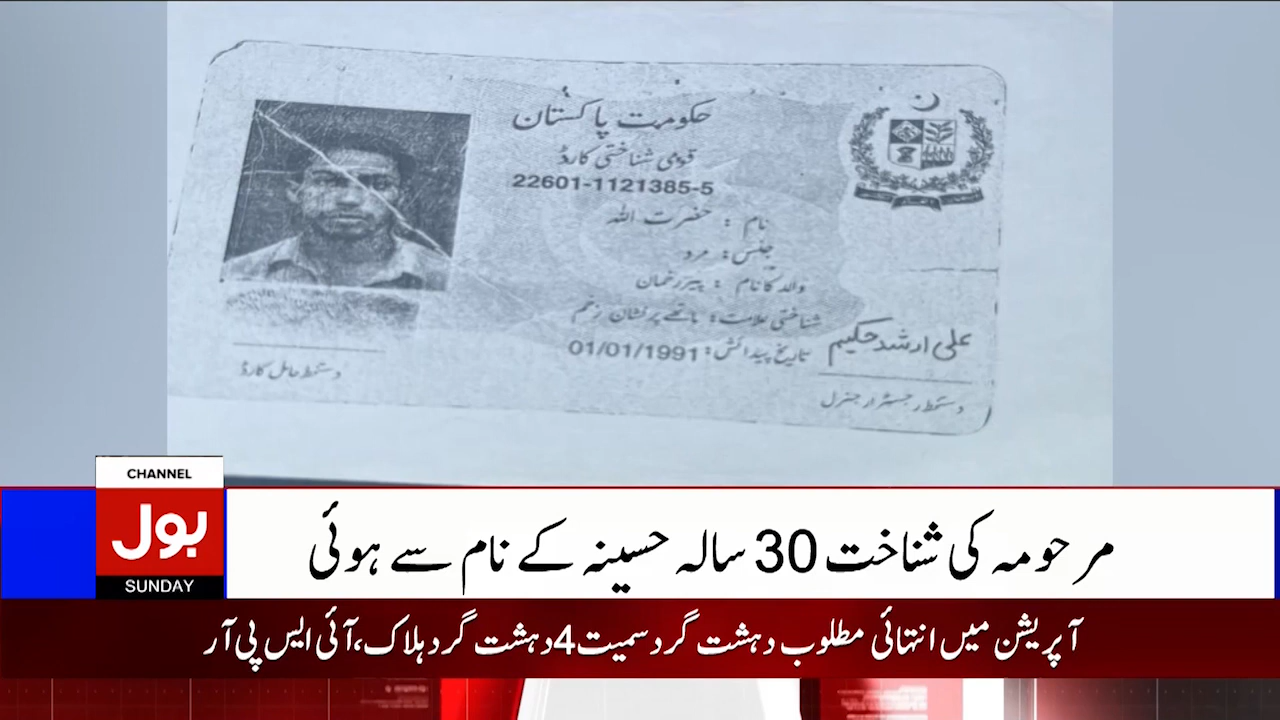 حکومت پاکستان
قومی شناختی کارڈ
22601-1121385-5
نام : حضرت اللہ
جنس: مرد
والد کا نام : پیر رحمان
شناختی علامت: ماتھے پر نشان زخم
تاریخ پیدائش: 01/01/1991
علی ارشد حکیم
دستخط حامل کارڈ
دستخط رجسٹرار جنرل
CHANNEL
بول
SUNDAY
مرحومہ کی شناخت 30 سالہ حسینہ کے نام سے ہوئی
آپریشن میں انتہائی مطلوب دہشت گرد سمیت 4 دہشت گرد ہلاک، آئی ایس پی آر